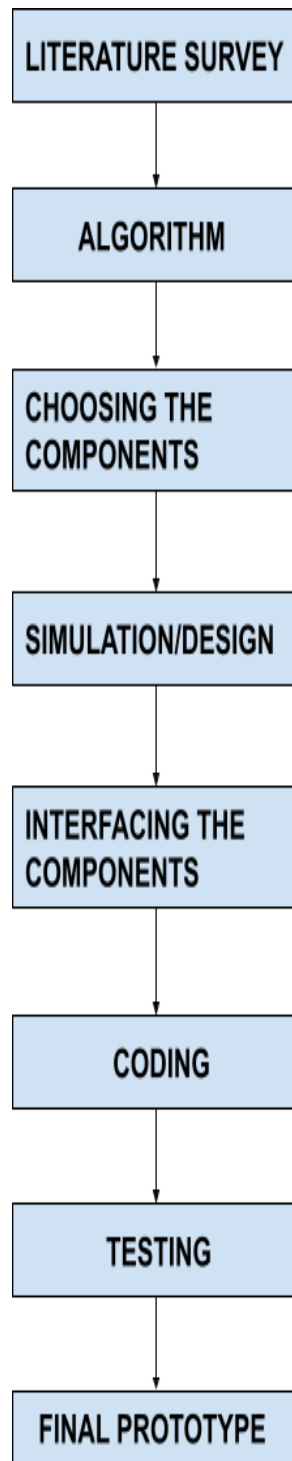 LITERATURE SURVEY
ALGORITHM
CHOOSING THE
COMPONENTS
SIMULATION/DESIGN
INTERFACING THE
COMPONENTS
CODING
TESTING
FINAL PROTOTYPE